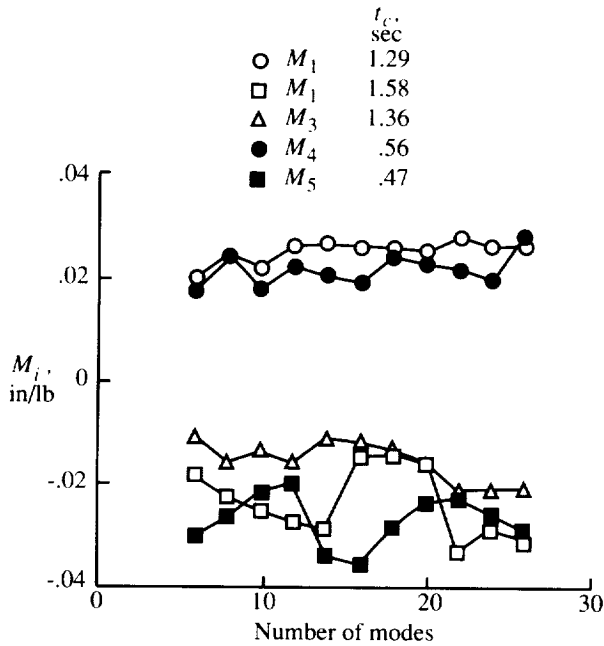 t_c,
sec
M_1 1.29
M_1 1.58
M_3 1.36
M_4 .56
M_5 .47
.04
.02
M_i,
in/lb
0
-.02
-.04
0 10 20 30
Number of modes